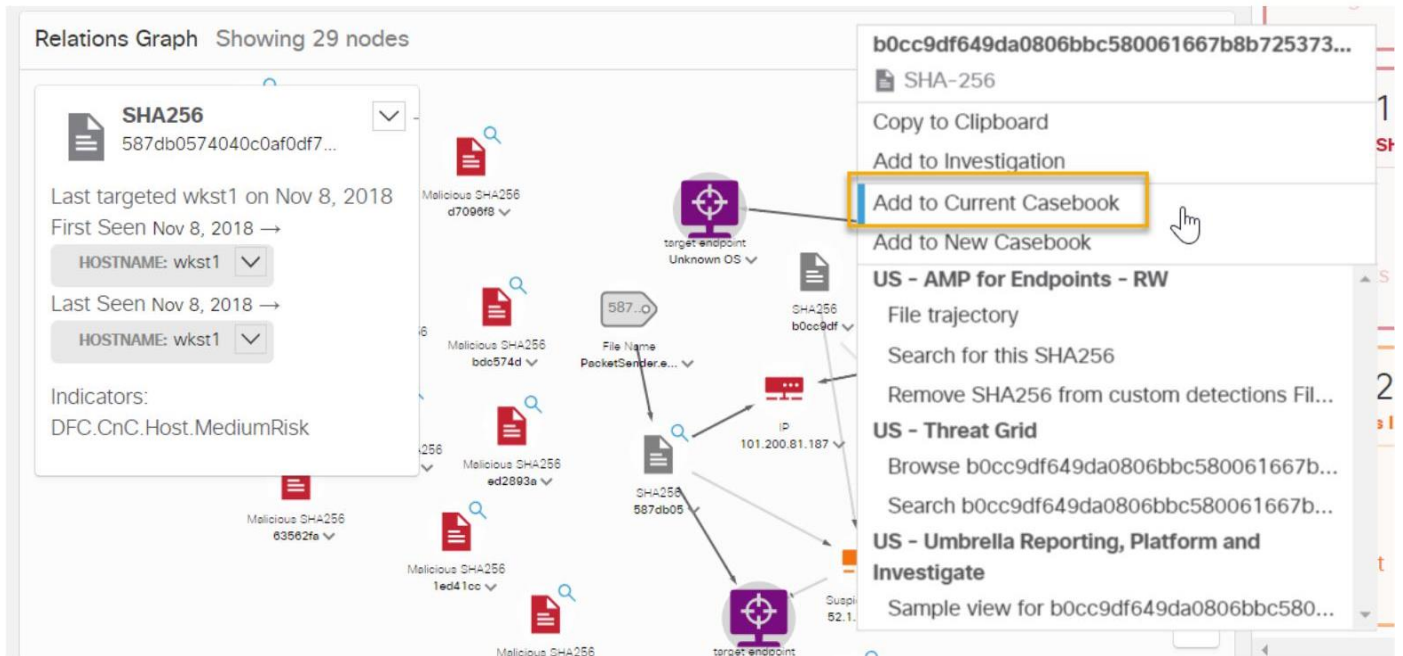 Relations Graph Showing 29 nodes
SHA256
587db0574040c0af0df7...
Last targeted wkst1 on Nov 8, 2018
First Seen Nov 8, 2018 →
HOSTNAME: wkst1
Last Seen Nov 8, 2018 →
HOSTNAME: wkst1
Indicators:
DFC.CnC.Host.MediumRisk
Malicious SHA256
d7096f8
Malicious SHA256
bdc574d
Malicious SHA256
ed2893a
Malicious SHA256
63562fa
Malicious SHA256
1ed41cc
Malicious SHA256
target endpoint
Unknown OS
587..
File Name
PacketSender.e...
SHA256
b0cc9df
IP
101.200.81.187
SHA256
587db05
target endpoint
52.1.
b0cc9df649da0806bbc580061667b8b725373...
SHA-256
Copy to Clipboard
Add to Investigation
Add to Current Casebook
Add to New Casebook
US - AMP for Endpoints - RW
File trajectory
Search for this SHA256
Remove SHA256 from custom detections Fil...
US - Threat Grid
Browse b0cc9df649da0806bbc580061667b...
Search b0cc9df649da0806bbc580061667b...
US - Umbrella Reporting, Platform and
Investigate
Sample view for b0cc9df649da0806bbc580...
1
2